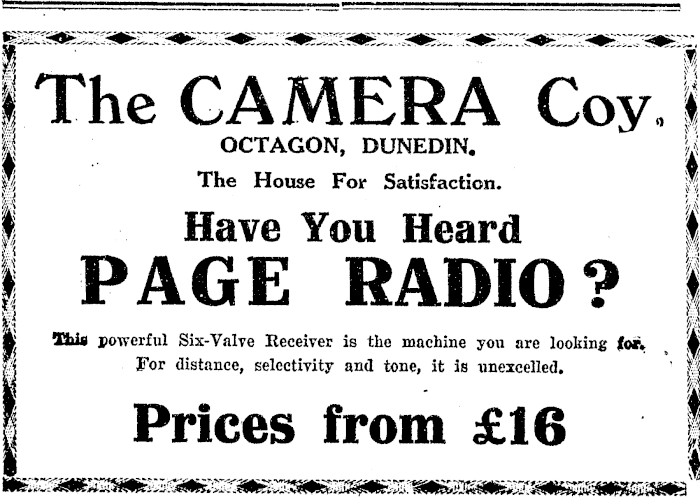 The CAMERA Coy,
OCTAGON, DUNEDIN.
The House For Satisfaction.
Have You Heard
PAGE RADIO?
This powerful Six-Valve Receiver is the machine you are looking for.
For distance, selectivity and tone, it is unexcelled.
Prices from £16